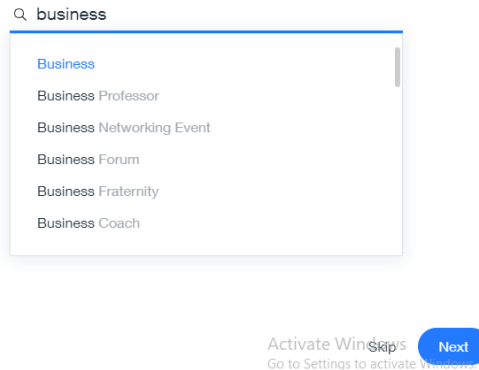 business
Business
Business Professor
Business Networking Event
Business Forum
Business Fraternity
Business Coach
Activate Windows
Skip
Next
Go to Settings to activate Windows.